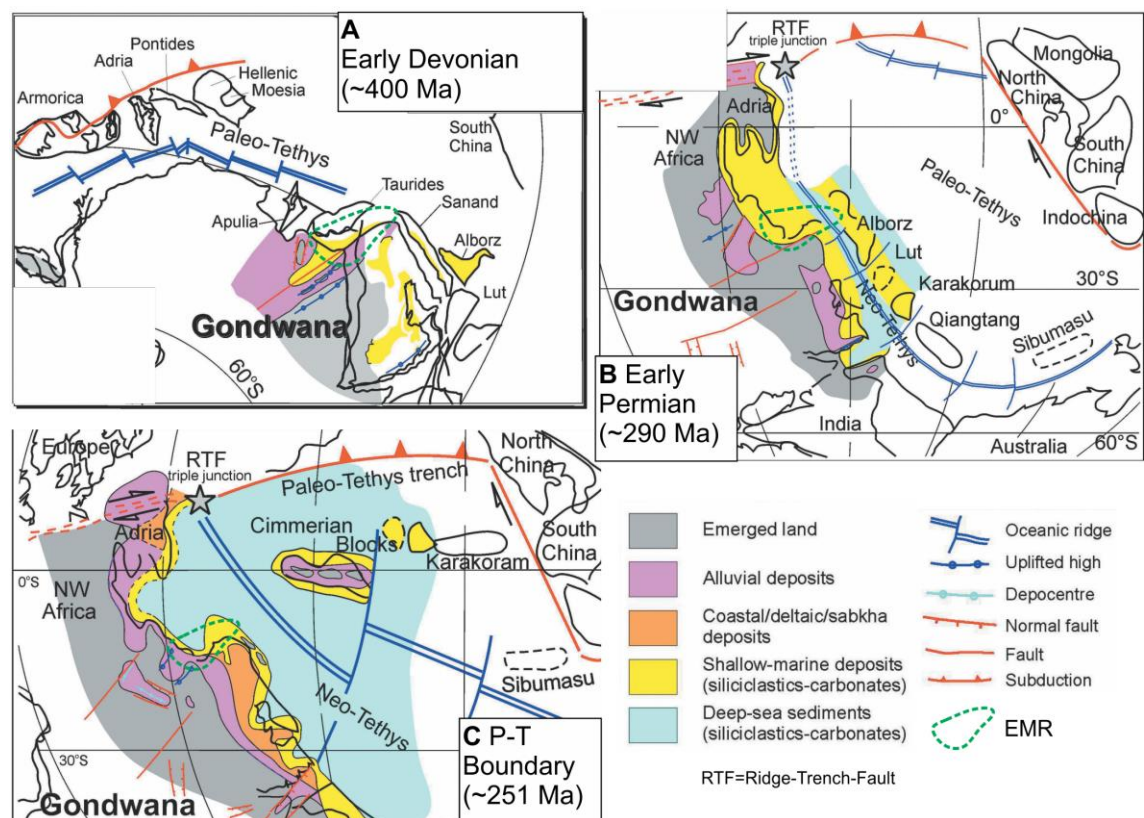 A
Early Devonian
(~400 Ma)
Pontides
Adria
Hellenic
Moesia
Armorica
Paleo-Tethys
South
China
Taurides
Apulia
Sanand
Alborz
Lut
Gondwana
60°S
RTF
triple junction
Mongolia
North
China
Adria
0°
NW
Africa
South
China
Paleo-Tethys
Indochina
Alborz
Lut
Karakorum
30°S
Gondwana
Neo-Tethys
Qiangtang
Sibumasu
B Early
Permian
(~290 Ma)
India
Australia
60°S
Europe
RTF
triple junction
North
China
Paleo-Tethys trench
Adria
Cimmerian
Blocks
South
China
Karakoram
0°S
NW
Africa
Sibumasu
Neo-Tethys
30°S
C P-T
Boundary
(~251 Ma)
Gondwana
Emerged land
Alluvial deposits
Coastal/deltaic/sabkha
deposits
Shallow-marine deposits
(siliciclastics-carbonates)
Deep-sea sediments
(siliciclastics-carbonates)
Oceanic ridge
Uplifted high
Depocentre
Normal fault
Fault
Subduction
EMR
RTF=Ridge-Trench-Fault